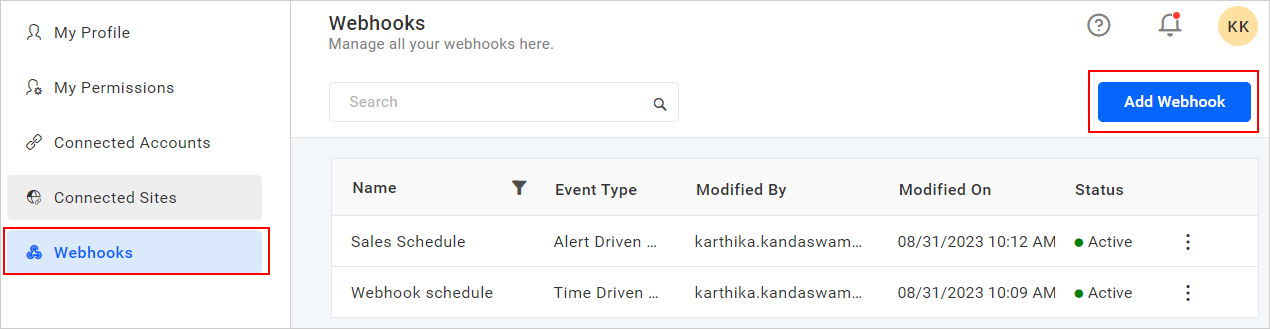 My Profile
My Permissions
Connected Accounts
Connected Sites
Webhooks
Webhooks
Manage all your webhooks here.
KK
Search
Add Webhook
Name Event Type Modified By Modified On Status
Sales Schedule Alert Driven ... karthika.kandaswam... 08/31/2023 10:12 AM Active
Webhook schedule Time Driven ... karthika.kandaswam... 08/31/2023 10:09 AM Active